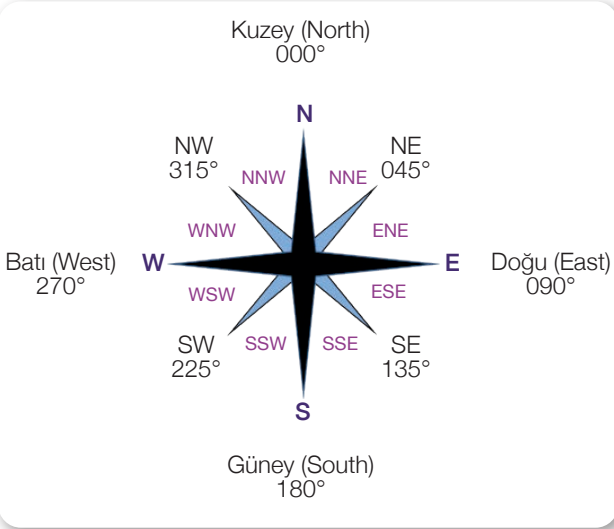 Kuzey (North)
000°
N
NW
315°
NE
045°
NNW
NNE
WNW
ENE
Batı (West)
270°
W
E
Doğu (East)
090°
WSW
ESE
SW
225°
SSW
SSE
SE
135°
S
Güney (South)
180°